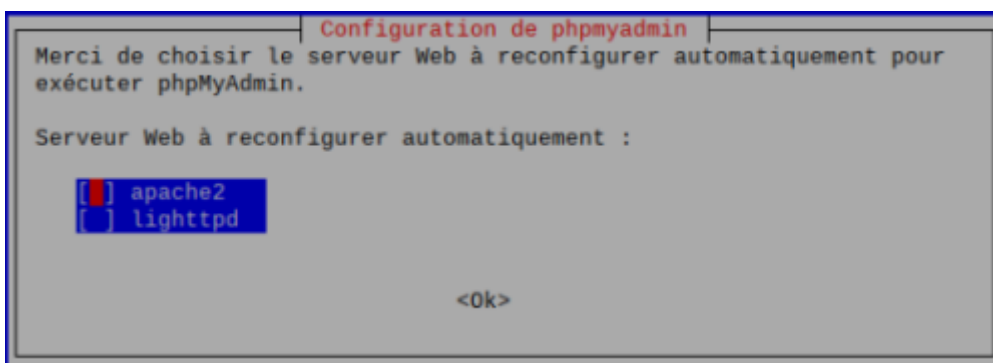 Configuration de phpmyadmin
Merci de choisir le serveur Web à reconfigurer automatiquement pour
exécuter phpMyAdmin.
Serveur Web à reconfigurer automatiquement :
[ ] apache2
[ ] lighttpd
<Ok>